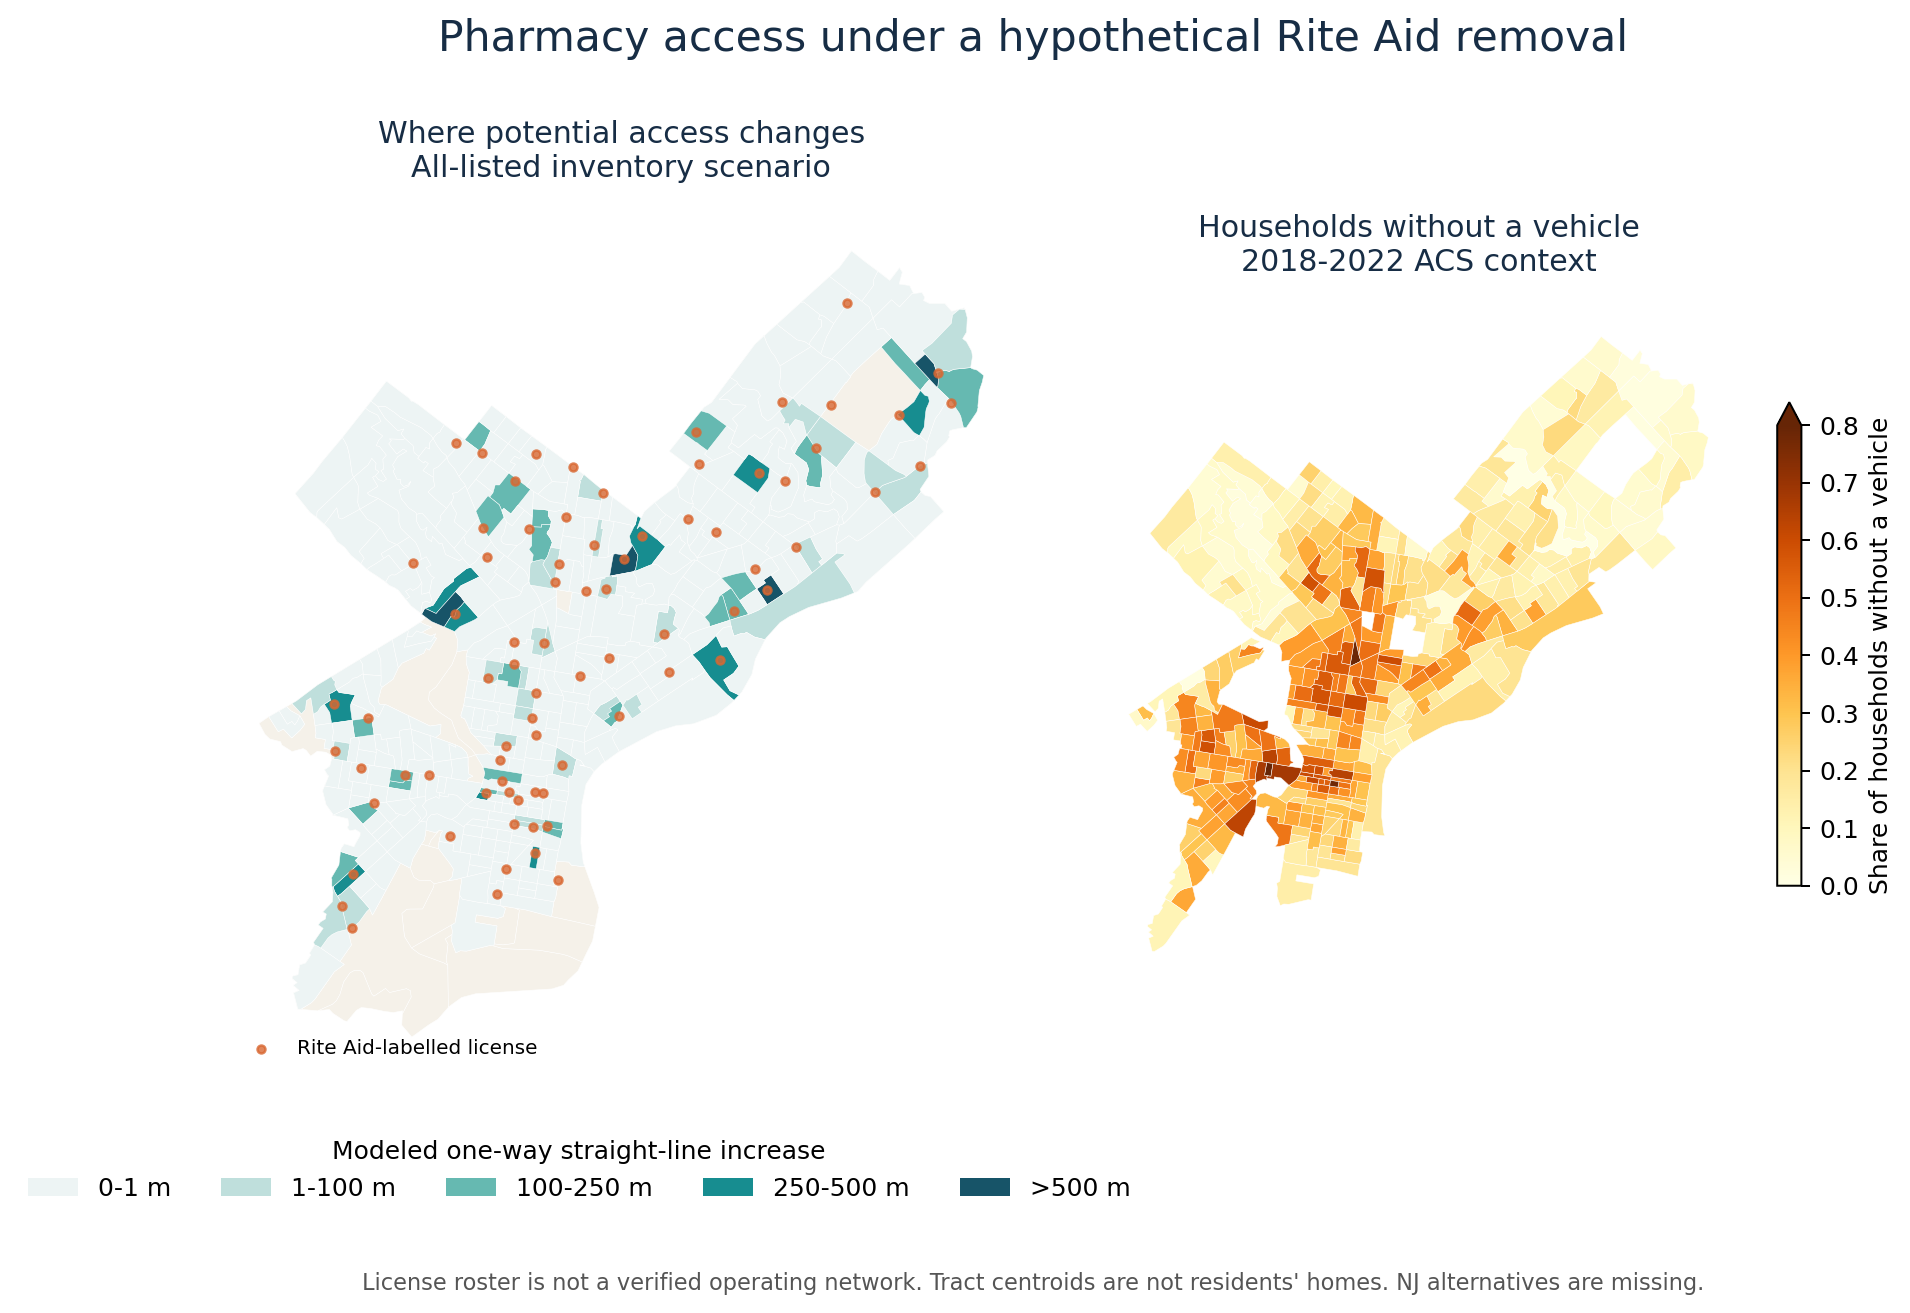 Pharmacy access under a hypothetical Rite Aid removal
Where potential access changes
All-listed inventory scenario
Households without a vehicle
2018-2022 ACS context
0.8
0.7
0.6
0.5
0.4
0.3
0.2
0.1
0.0
Share of households without a vehicle
Rite Aid-labelled license
Modeled one-way straight-line increase
0-1 m
1-100 m
100-250 m
250-500 m
>500 m
License roster is not a verified operating network. Tract centroids are not residents' homes. NJ alternatives are missing.